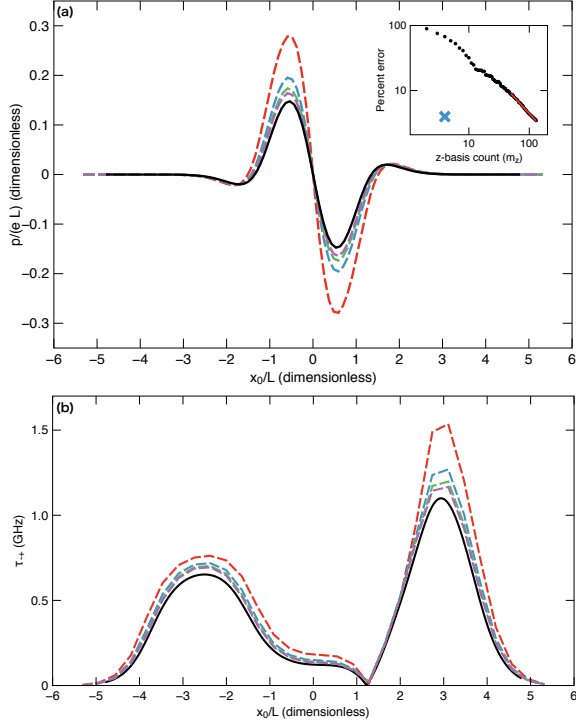 (a)
0.3
0.2
0.1
0
−0.1
−0.2
−0.3
p/(e L) (dimensionless)
−6 −5 −4 −3 −2 −1 0 1 2 3 4 5 6
x0/L (dimensionless)
100
10
Percent error
10 100
z-basis count (mz)
(b)
1.5
1.0
0.5
0
τ-+ (GHz)
−6 −5 −4 −3 −2 −1 0 1 2 3 4 5 6
x0/L (dimensionless)